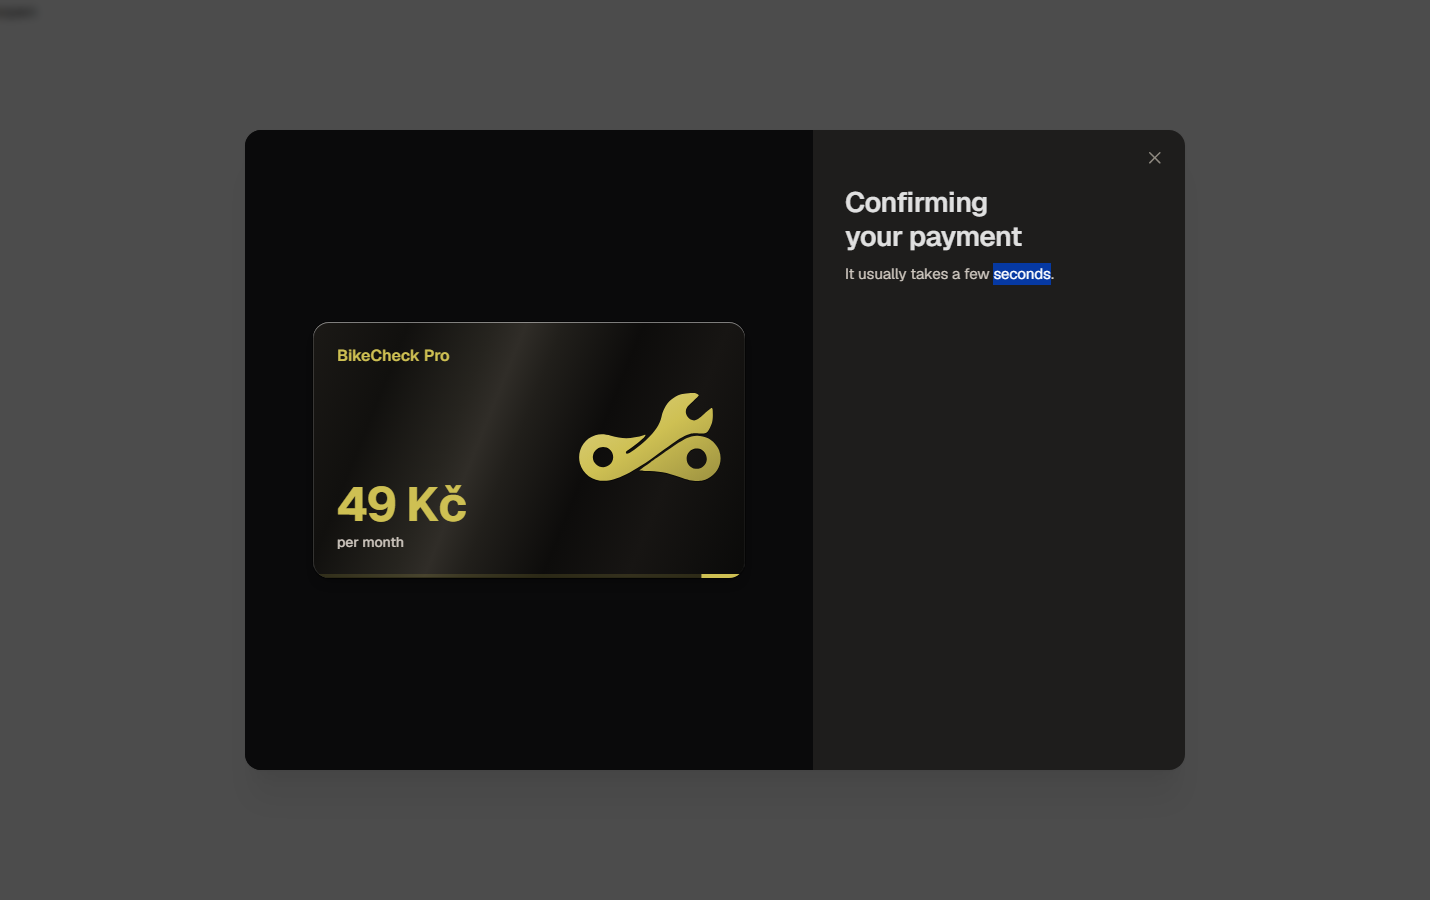 BikeCheck Pro
49 Kč
per month
Confirming
your payment
It usually takes a few seconds.